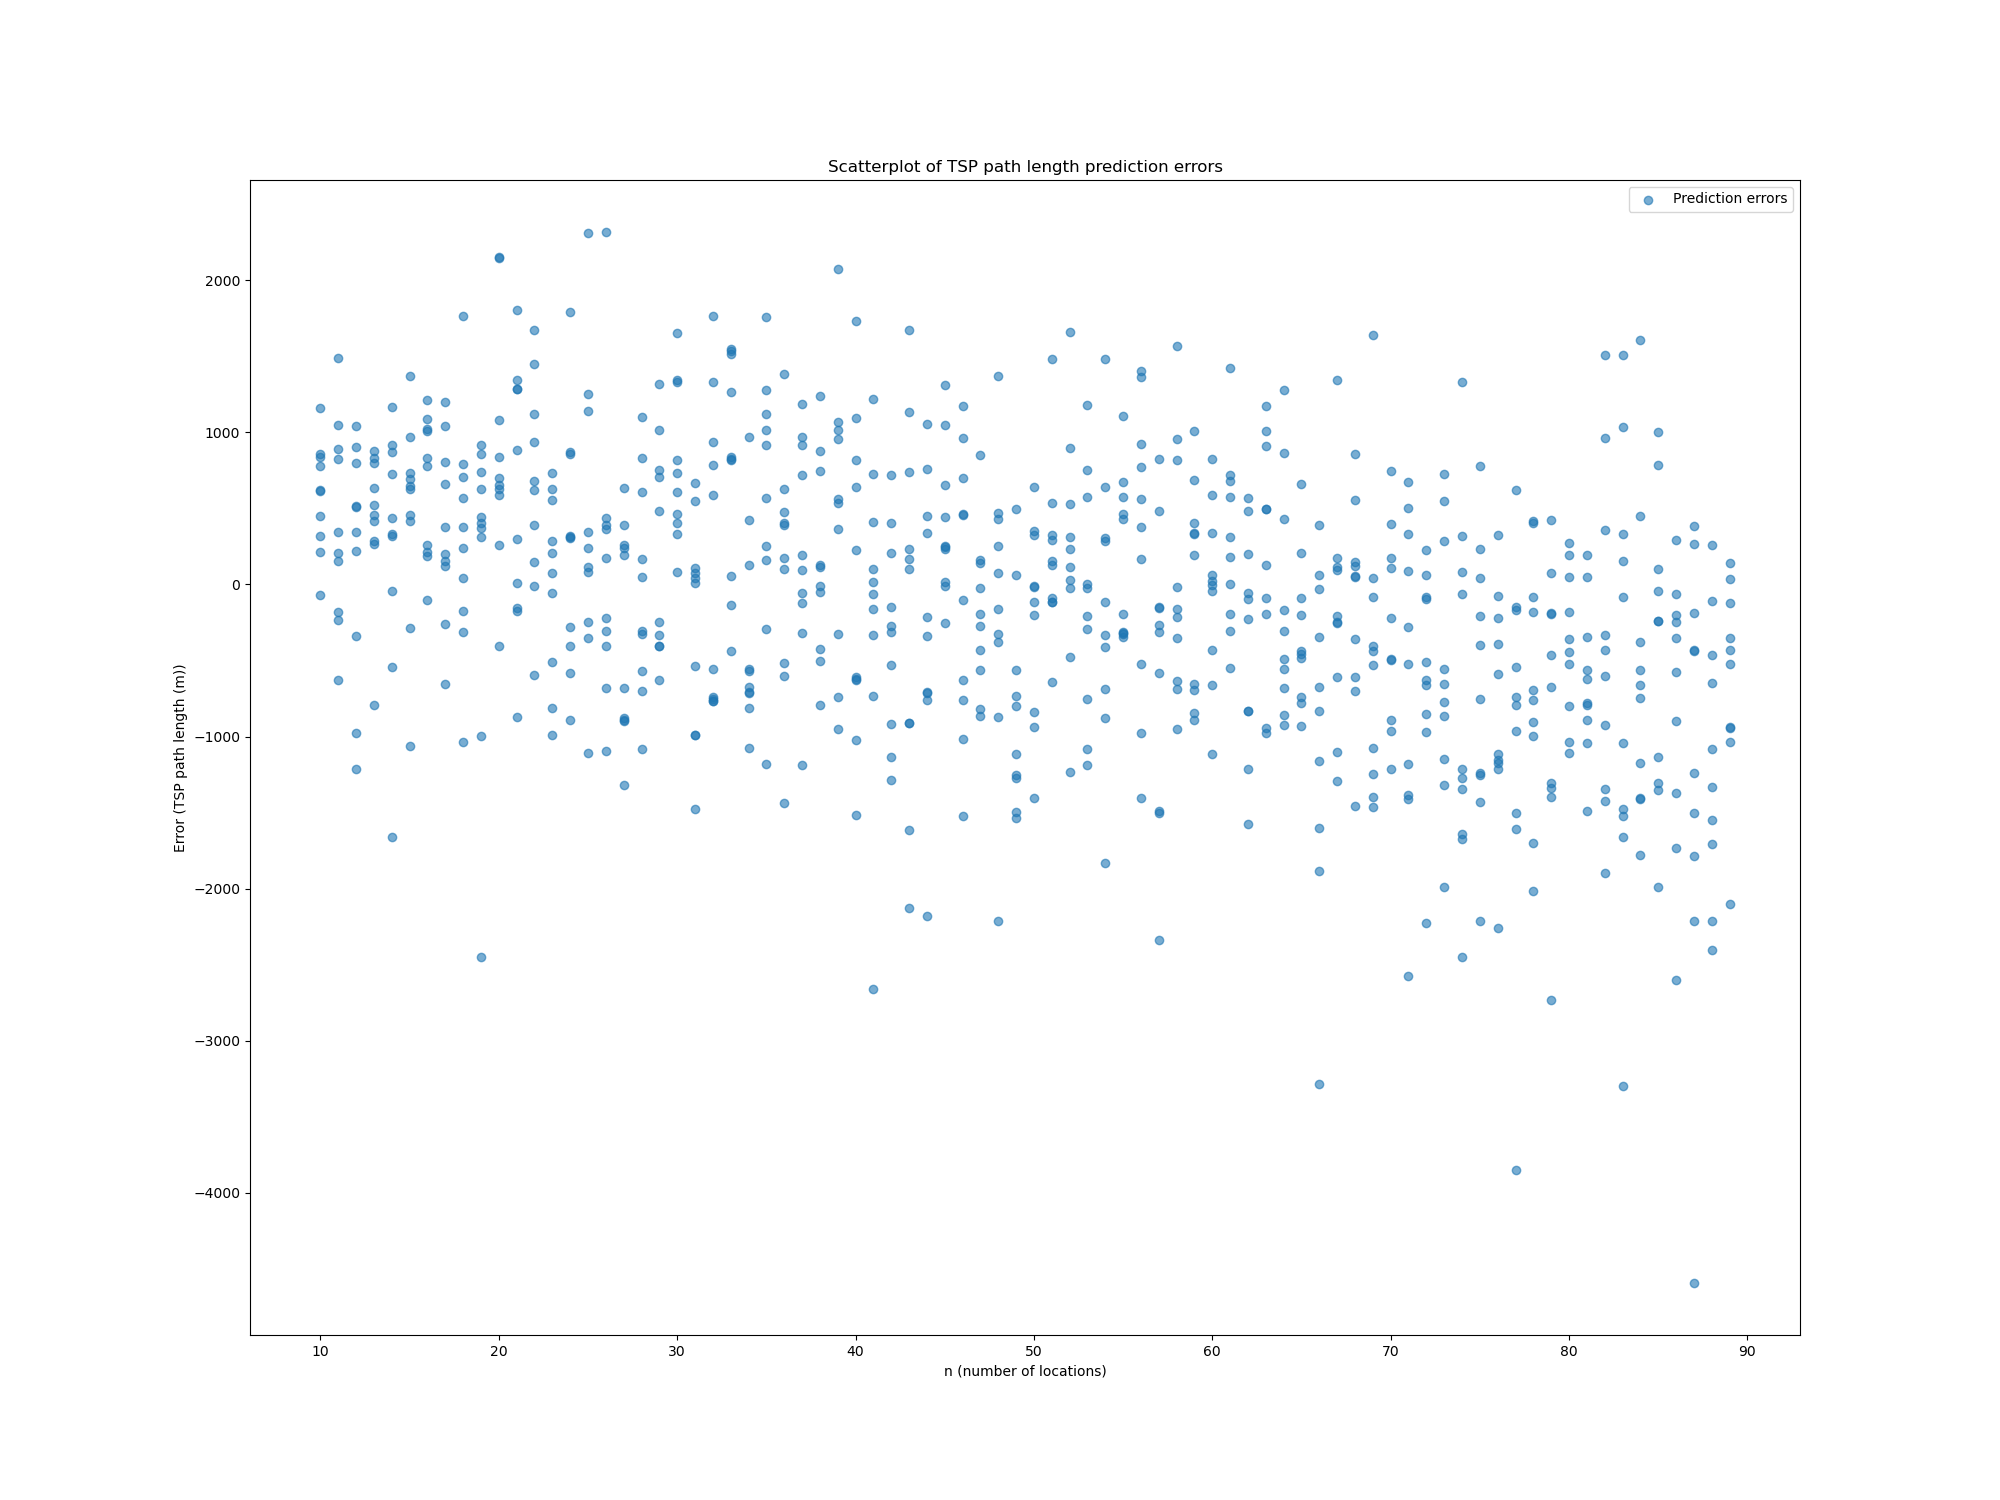 Scatterplot of TSP path length prediction errors
Prediction errors
2000
1000
0
−1000
−2000
−3000
−4000
Error (TSP path length (m))
10 20 30 40 50 60 70 80 90
n (number of locations)